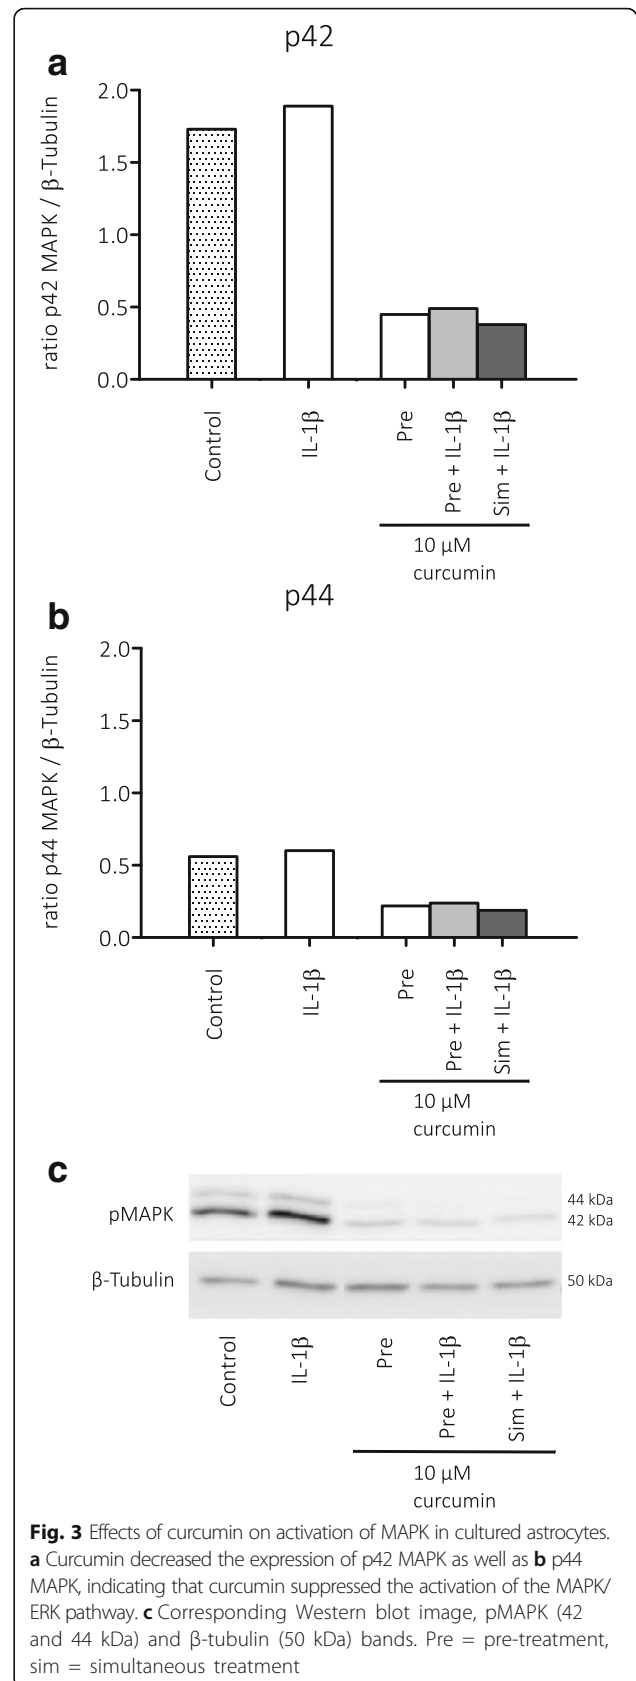 p42
a
ratio p42 MAPK / β-Tubulin
2.0
1.5
1.0
0.5
0.0
Control
IL-1β
Pre
Pre + IL-1β
Sim + IL-1β
10 µM
curcumin
p44
b
ratio p44 MAPK / β-Tubulin
2.0
1.5
1.0
0.5
0.0
Control
IL-1β
Pre
Pre + IL-1β
Sim + IL-1β
10 µM
curcumin
c
pMAPK
44 kDa
42 kDa
β-Tubulin
50 kDa
Control
IL-1β
Pre
Pre + IL-1β
Sim + IL-1β
10 µM
curcumin
Fig. 3 Effects of curcumin on activation of MAPK in cultured astrocytes.
a Curcumin decreased the expression of p42 MAPK as well as b p44
MAPK, indicating that curcumin suppressed the activation of the MAPK/
ERK pathway. c Corresponding Western blot image, pMAPK (42
and 44 kDa) and β-tubulin (50 kDa) bands. Pre = pre-treatment,
sim = simultaneous treatment